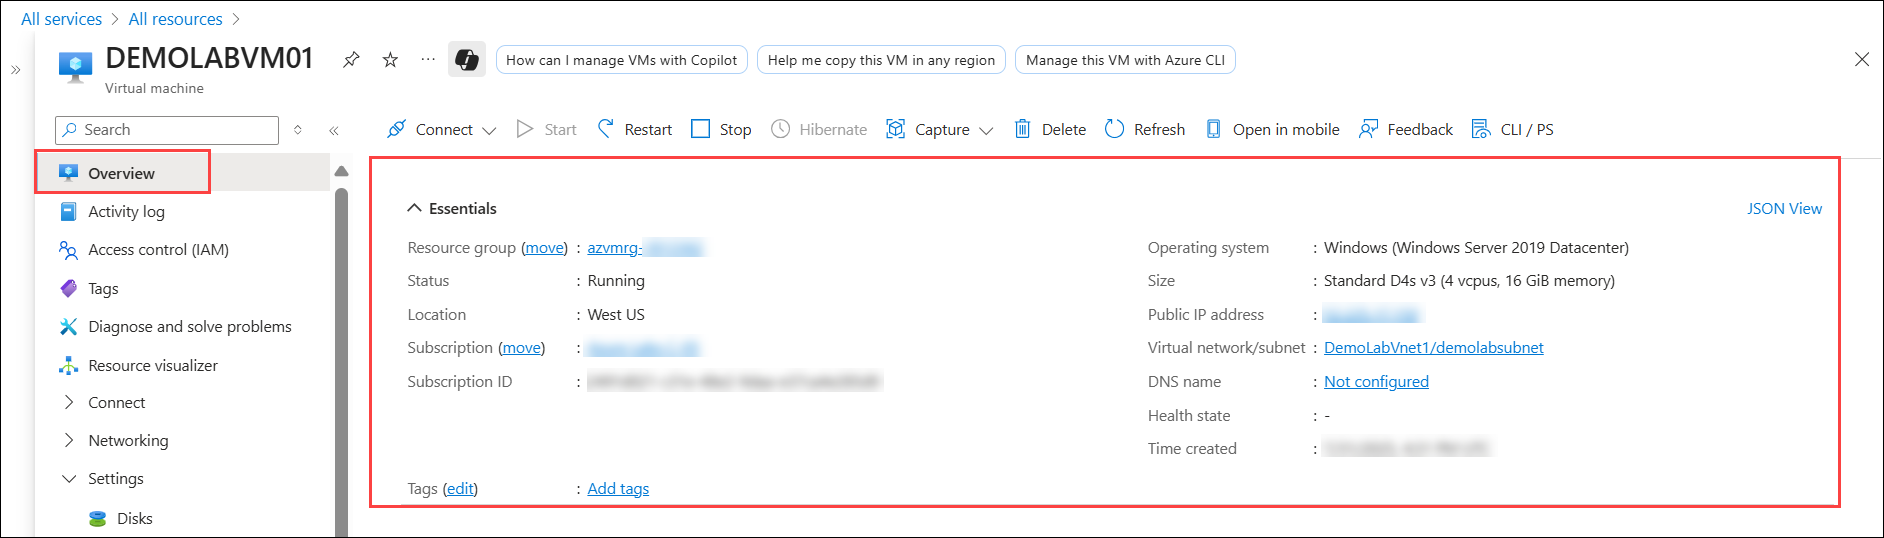 All services > All resources >
DEMOLABVM01
Virtual machine
How can I manage VMs with Copilot
Help me copy this VM in any region
Manage this VM with Azure CLI
Search
Connect
Start
Restart
Stop
Hibernate
Capture
Delete
Refresh
Open in mobile
Feedback
CLI / PS
Overview
Activity log
Access control (IAM)
Tags
Diagnose and solve problems
Resource visualizer
Connect
Networking
Settings
Disks
Essentials
JSON View
Resource group (move) : azvmrg-
Status : Running
Location : West US
Subscription (move) :
Subscription ID :
Tags (edit) : Add tags
Operating system : Windows (Windows Server 2019 Datacenter)
Size : Standard D4s v3 (4 vcpus, 16 GiB memory)
Public IP address :
Virtual network/subnet : DemoLabVnet1/demolabsubnet
DNS name : Not configured
Health state : -
Time created :